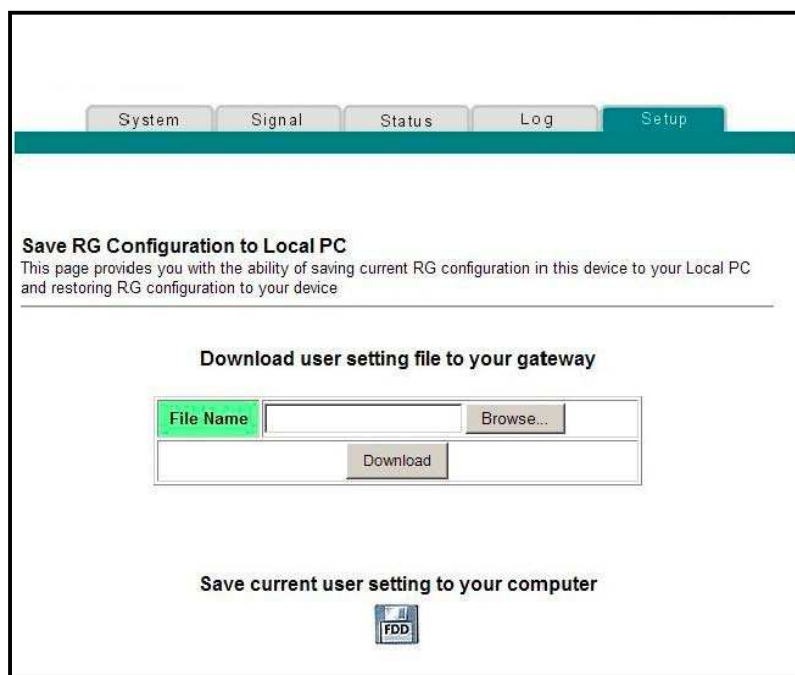 System Signal Status Log Setup
Save RG Configuration to Local PC
This page provides you with the ability of saving current RG configuration in this device to your Local PC
and restoring RG configuration to your device
Download user setting file to your gateway
File Name Browse...
Download
Save current user setting to your computer
FDD